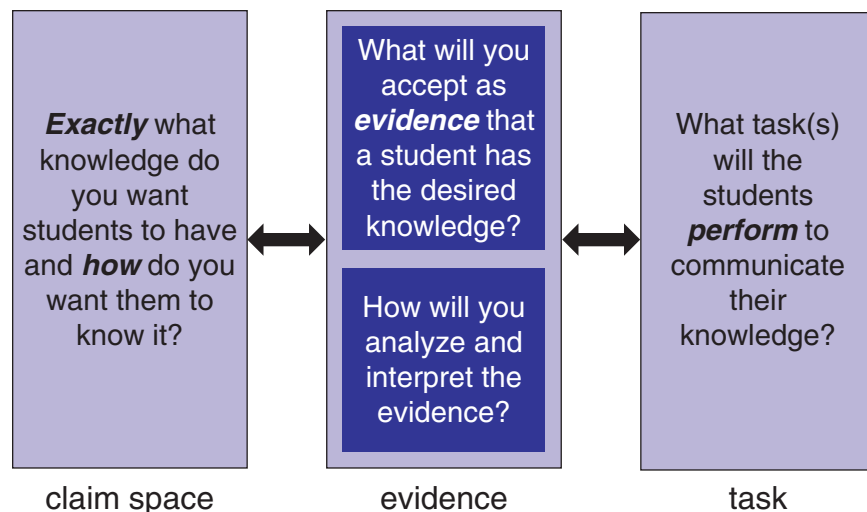 Exactly what
knowledge do
you want
students to have
and how do you
want them to
know it?
What will you
accept as
evidence that
a student has
the desired
knowledge?
How will you
analyze and
interpret the
evidence?
What task(s)
will the
students
perform to
communicate
their
knowledge?
claim space
evidence
task